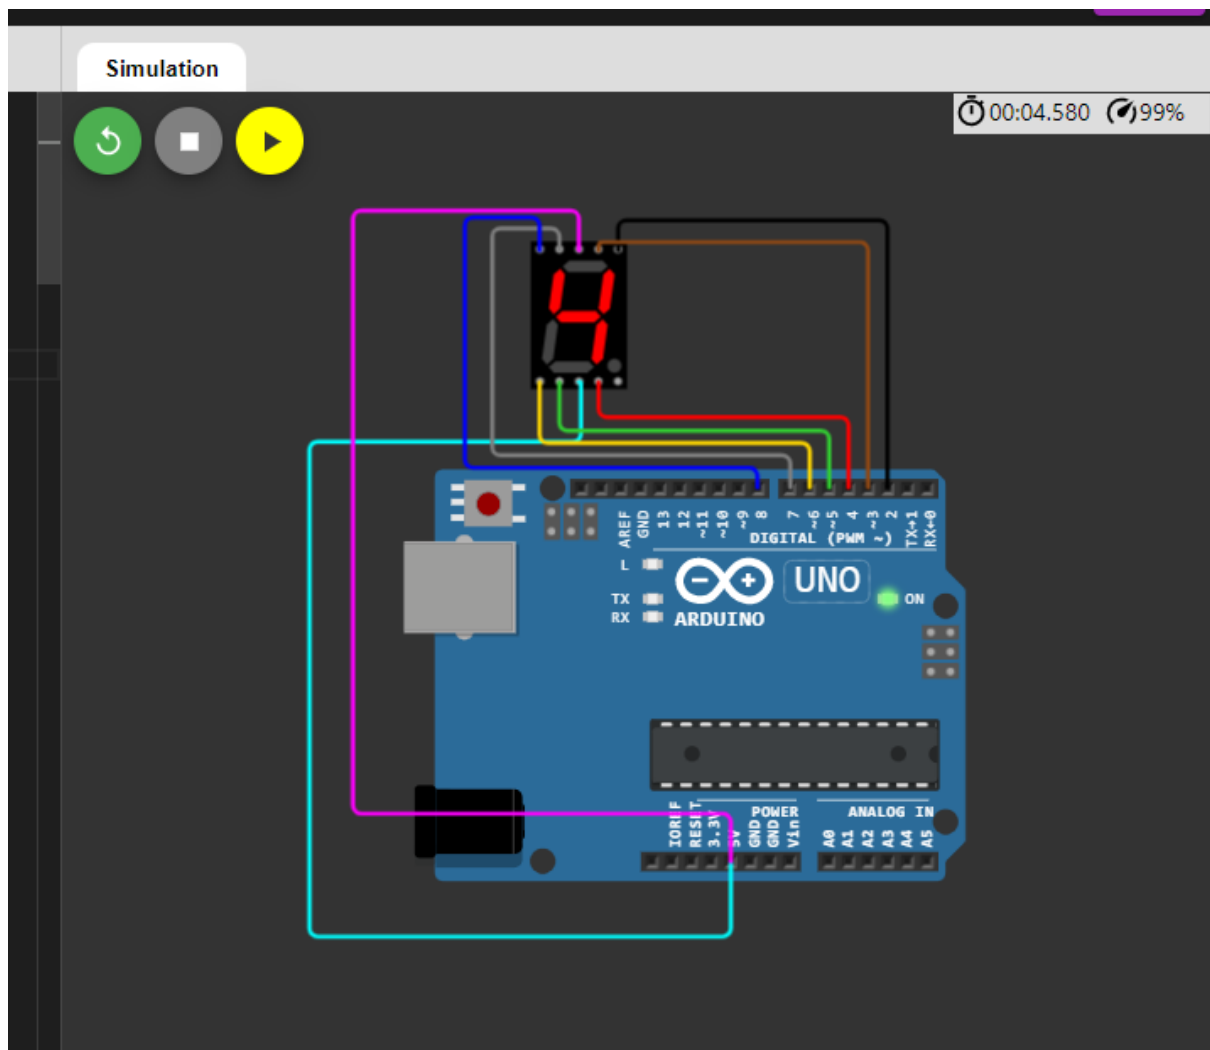 Simulation
00:04.580 99%
AREF
GND
13
12
~11
~10
~9
8
7
~6
~5
4
~3
2
TX→1
RX←0
DIGITAL (PWM ~)
L
TX
RX
UNO
ON
ARDUINO
POWER
ANALOG IN
IOREF
RESET
3.3V
5V
GND
GND
Vin
A0
A1
A2
A3
A4
A5